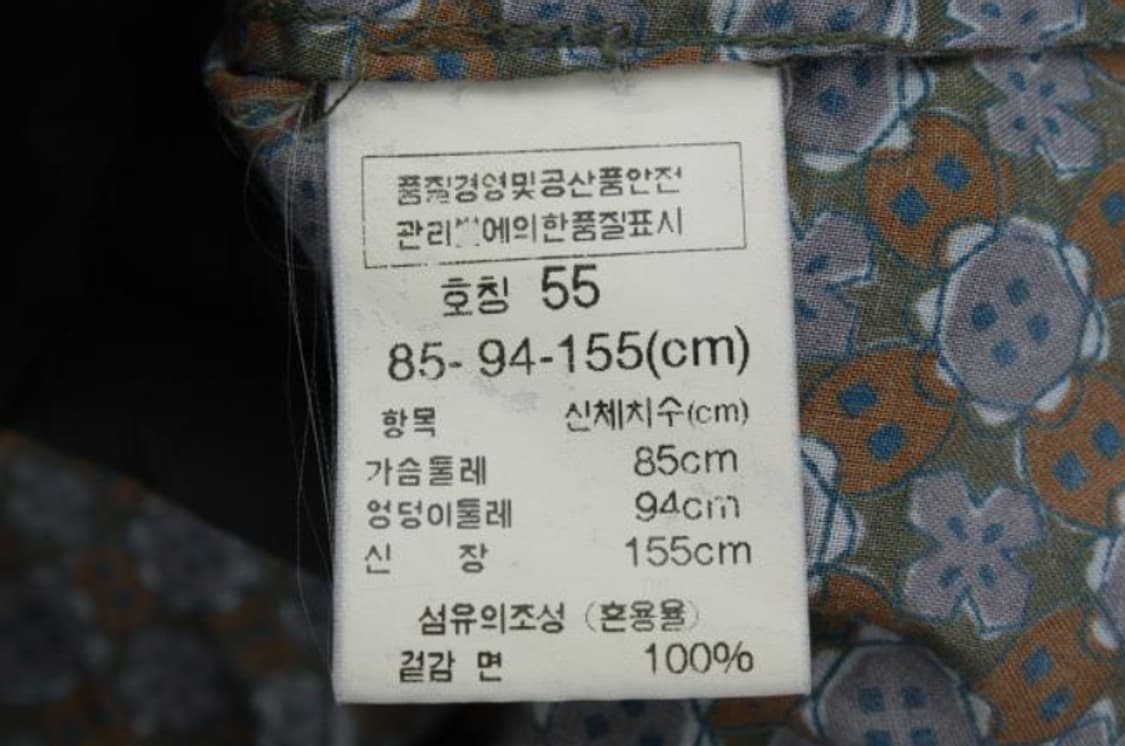 품질경영및공산품안전
관리법에의한품질표시
호칭 55
85- 94-155(cm)
항목 신체치수(cm)
가슴둘레 85cm
엉덩이둘레 94cm
신 장 155cm
섬유의조성 (혼용율)
겉감 면 100%